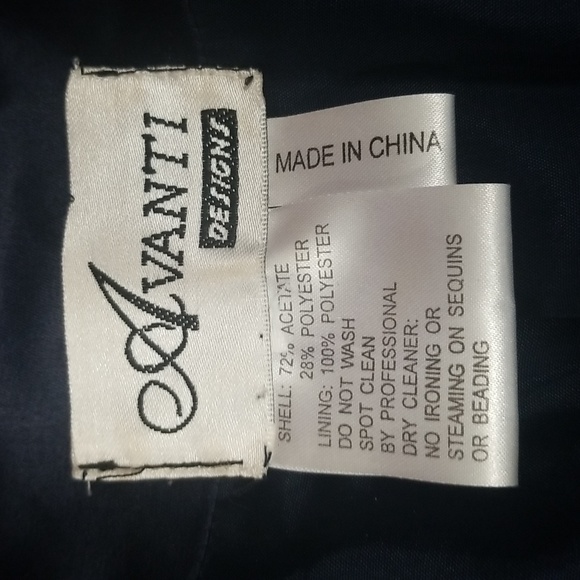 AVANTI
DESIGNS
MADE IN CHINA
SHELL: 72% ACETATE
28% POLYESTER
LINING: 100% POLYESTER
DO NOT WASH
SPOT CLEAN
BY PROFESSIONAL
DRY CLEANER:
NO IRONING OR
STEAMING ON SEQUINS
OR BEADING